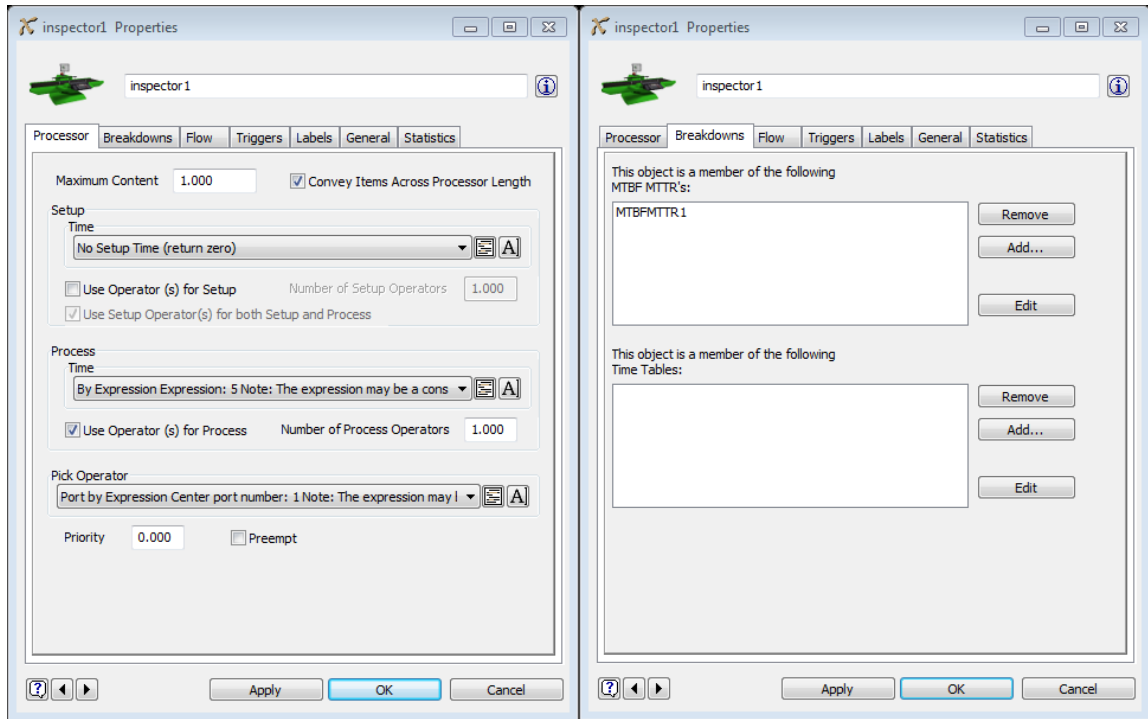 inspector1 Properties
inspector1
Processor Breakdowns Flow Triggers Labels General Statistics
Maximum Content 1.000 Convey Items Across Processor Length
Setup
Time
No Setup Time (return zero) A
Use Operator (s) for Setup Number of Setup Operators 1.000
Use Setup Operator(s) for both Setup and Process
Process
Time
By Expression Expression: 5 Note: The expression may be a cons A
Use Operator (s) for Process Number of Process Operators 1.000
Pick Operator
Port by Expression Center port number: 1 Note: The expression may A
Priority 0.000 Preempt
? Apply OK Cancel
inspector1 Properties
inspector1
Processor Breakdowns Flow Triggers Labels General Statistics
This object is a member of the following
MTBF MTTR's:
MTBFMTTR1
Remove
Add...
Edit
This object is a member of the following
Time Tables:
Remove
Add...
Edit
? Apply OK Cancel